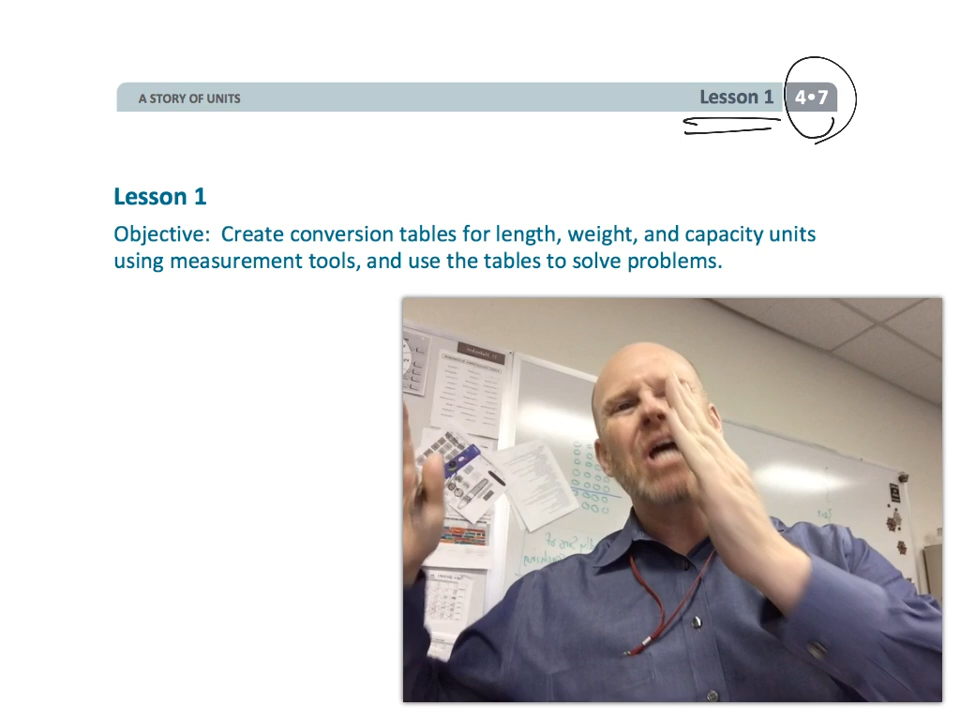 A STORY OF UNITS
Lesson 1
4•7
Lesson 1
Objective: Create conversion tables for length, weight, and capacity units
using measurement tools, and use the tables to solve problems.